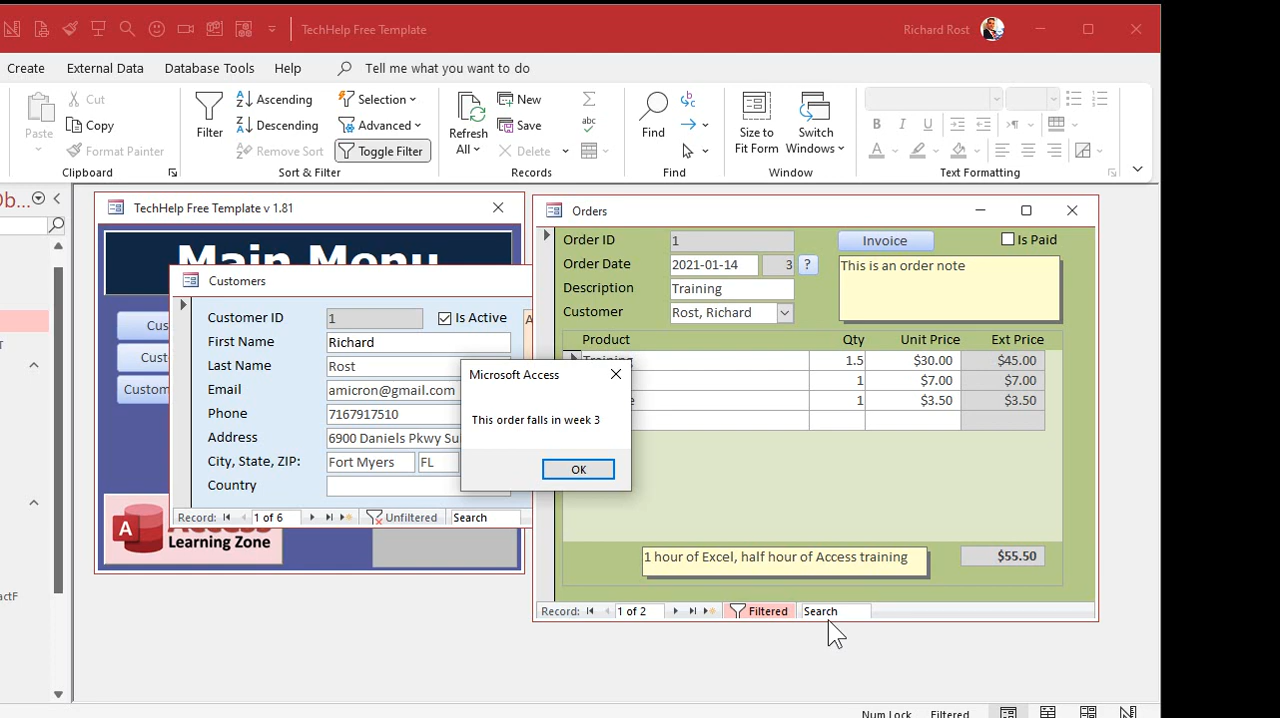 TechHelp Free Template
Richard Rost
Create External Data Database Tools Help Tell me what you want to do
Paste
Cut
Copy
Format Painter
Clipboard
Filter
Ascending
Descending
Remove Sort
Selection
Advanced
Toggle Filter
Sort & Filter
Refresh
All
New
Save
Delete
Records
Find
Find
Size to
Fit Form
Switch
Windows
Window
B I U
A
Text Formatting
Ob...
TechHelp Free Template v 1.81
Main Menu
Cus
Cust
Custom
A
Access
Learning Zone
Customers
Customer ID 1 Is Active
First Name Richard
Last Name Rost
Email amicron@gmail.com
Phone 7167917510
Address 6900 Daniels Pkwy Su
City, State, ZIP: Fort Myers FL
Country
Record: 1 of 6 Unfiltered Search
Microsoft Access
This order falls in week 3
OK
Orders
Order ID 1 Invoice Is Paid
Order Date 2021-01-14 3 ? This is an order note
Description Training
Customer Rost, Richard
Product Qty Unit Price Ext Price
Training 1.5 $30.00 $45.00
1 $7.00 $7.00
e 1 $3.50 $3.50
1 hour of Excel, half hour of Access training $55.50
Record: 1 of 2 Filtered Search
T
actF
Num Lock Filtered